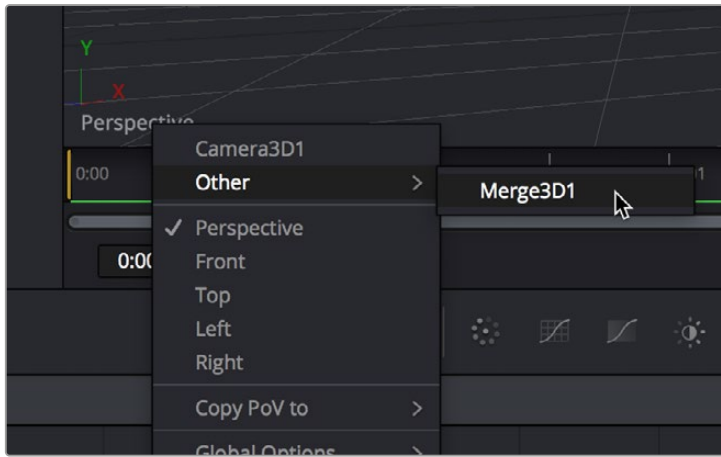 Y
X
Perspective
Camera3D1
0:00
Other >
Merge3D1
Perspective
Front
0:00
Top
Left
Right
Copy PoV to >
Global Options >